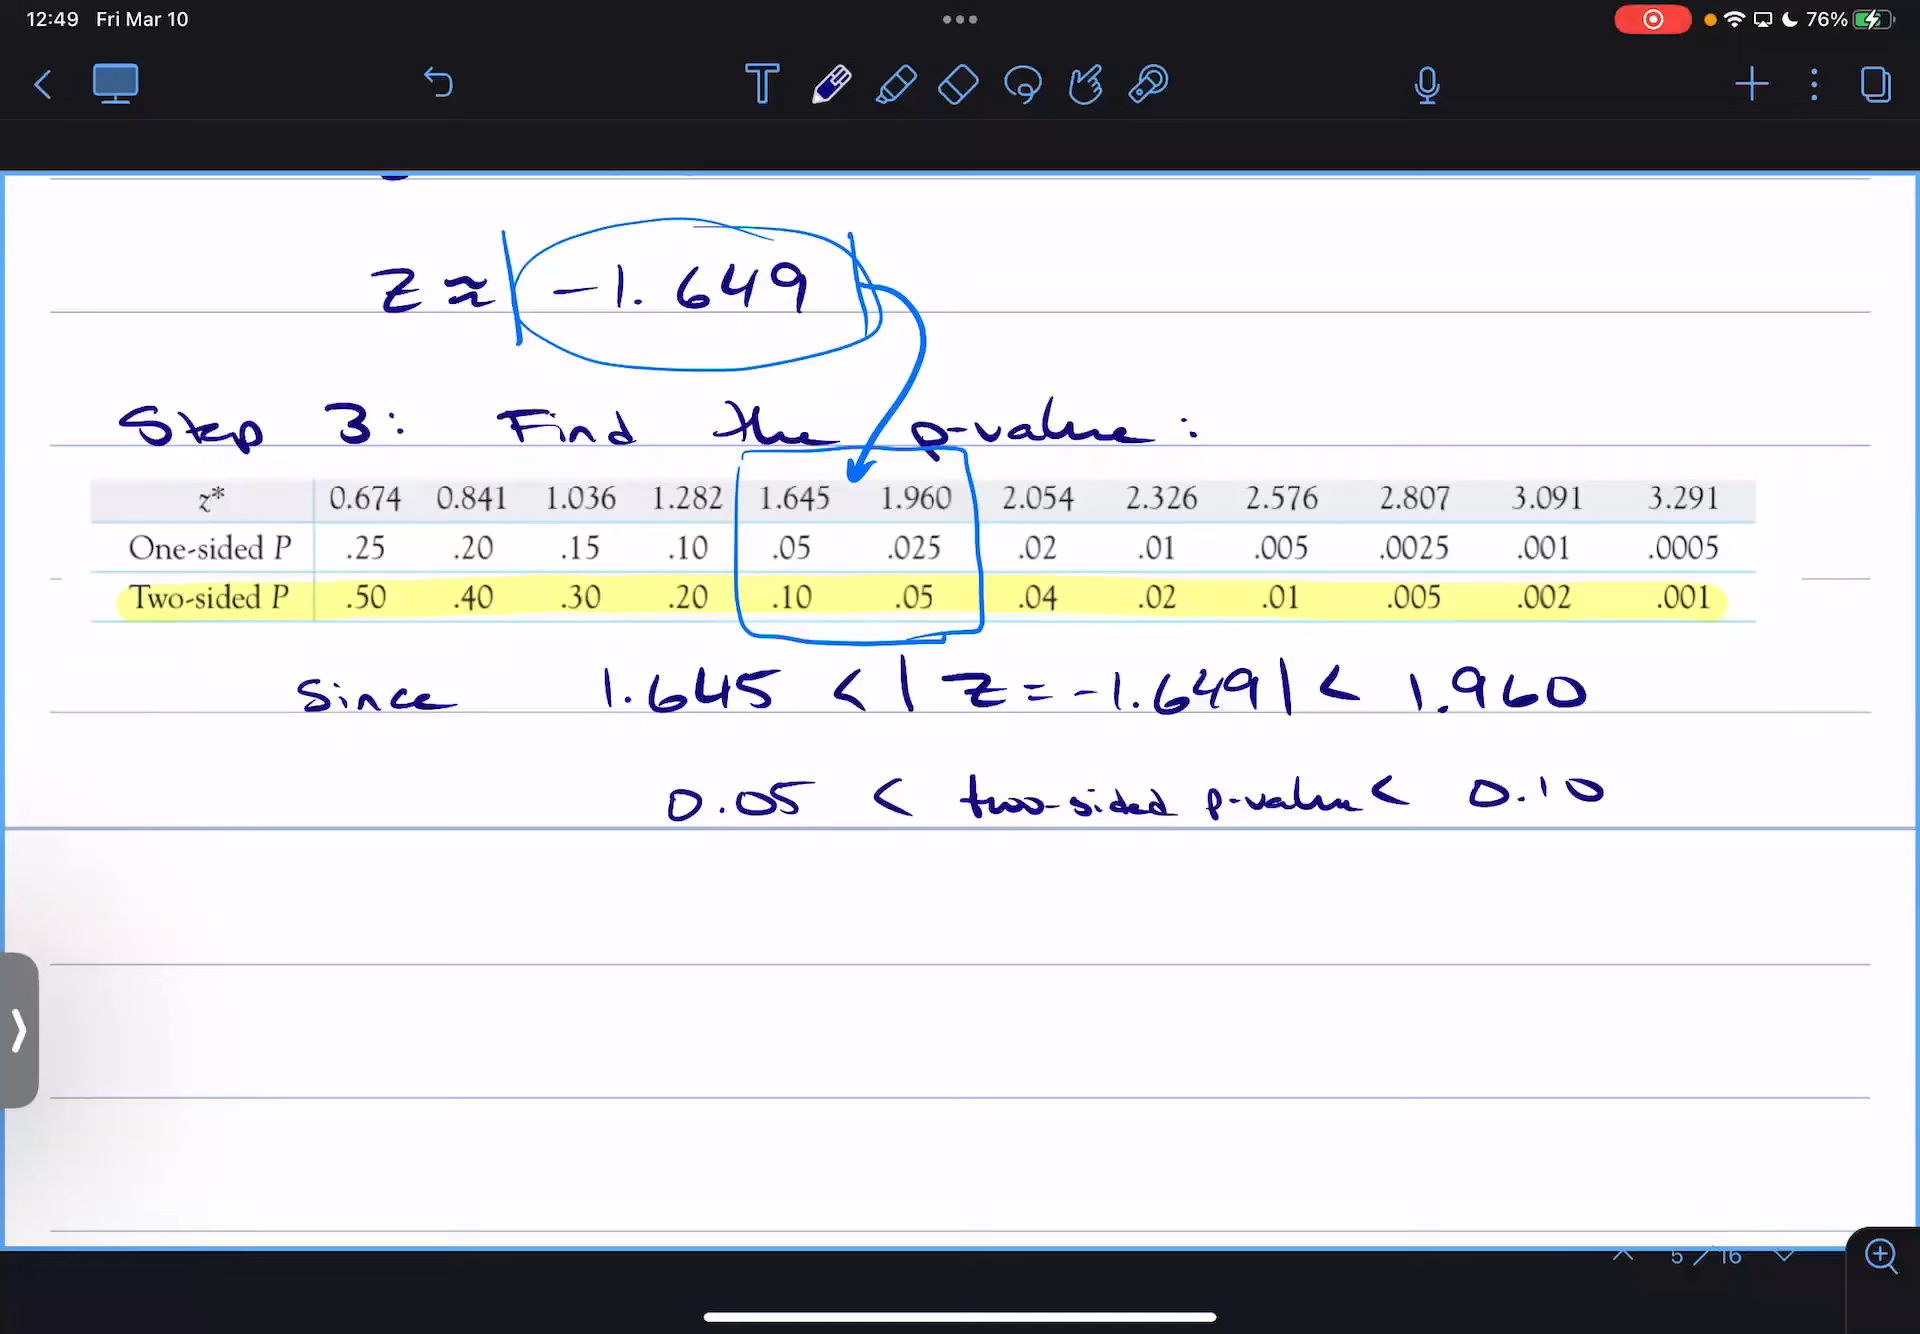 12:49 Fri Mar 10
76%
T
z ≈ |-1.649|
Step 3: Find the p-value:
z* 0.674 0.841 1.036 1.282 1.645 1.960 2.054 2.326 2.576 2.807 3.091 3.291
One-sided P .25 .20 .15 .10 .05 .025 .02 .01 .005 .0025 .001 .0005
Two-sided P .50 .40 .30 .20 .10 .05 .04 .02 .01 .005 .002 .001
Since 1.645 < |z = -1.649| < 1.960
0.05 < two-sided p-value < 0.10
5 / 16